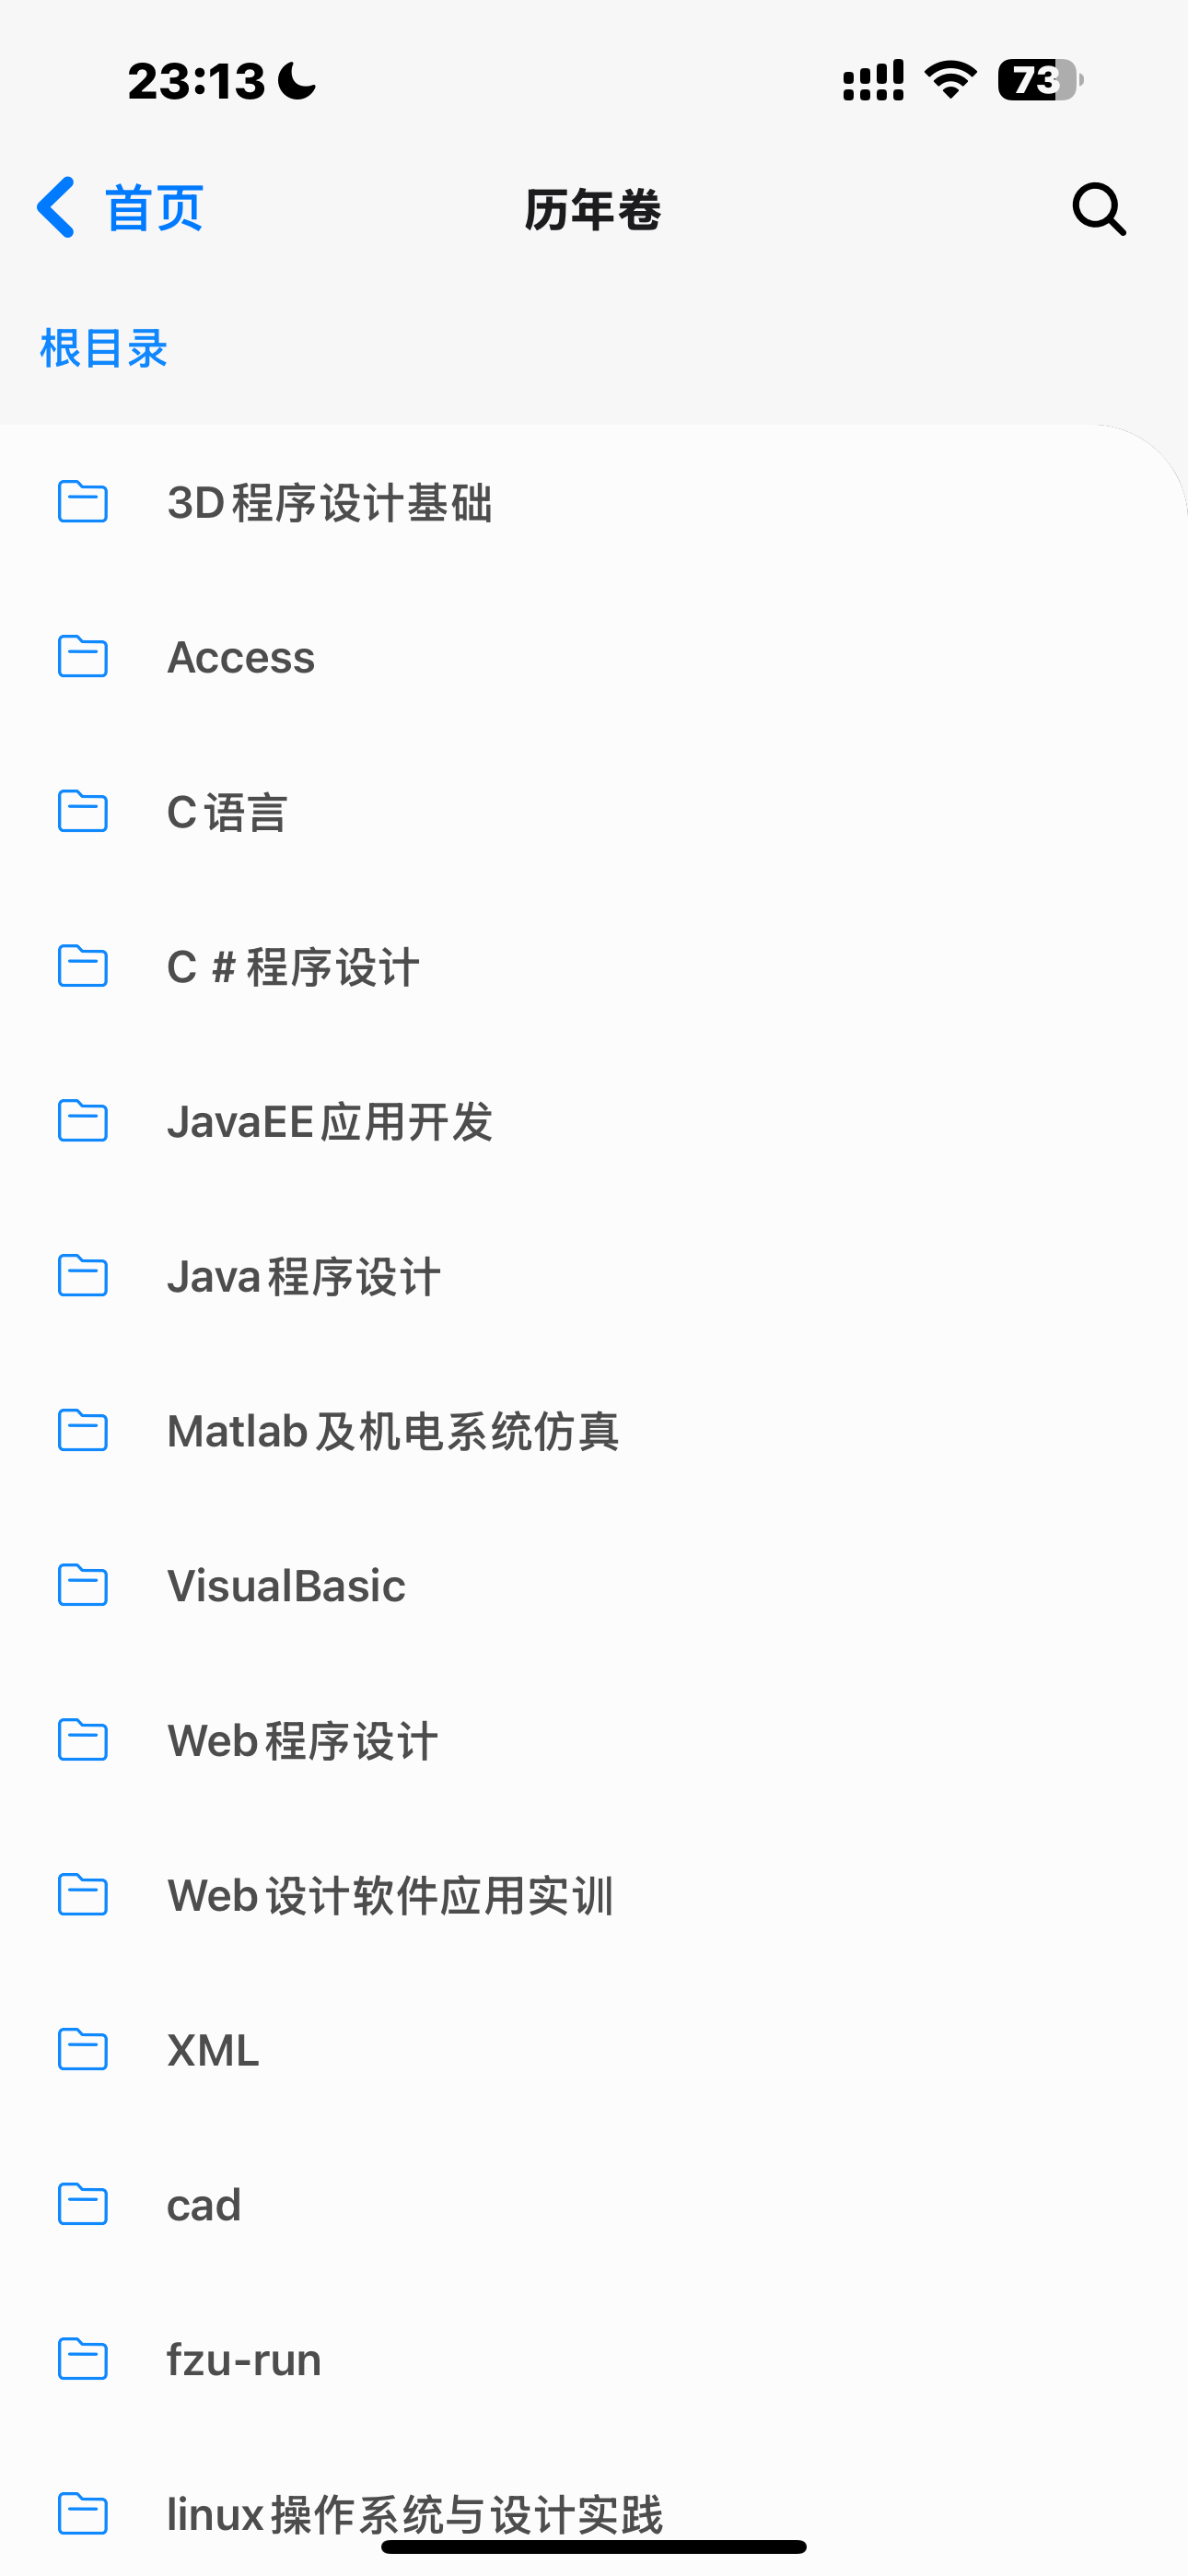 23:13
73
首页
历年卷
根目录
3D程序设计基础
Access
C语言
C # 程序设计
JavaEE应用开发
Java程序设计
Matlab及机电系统仿真
VisualBasic
Web程序设计
Web设计软件应用实训
XML
cad
fzu-run
linux操作系统与设计实践